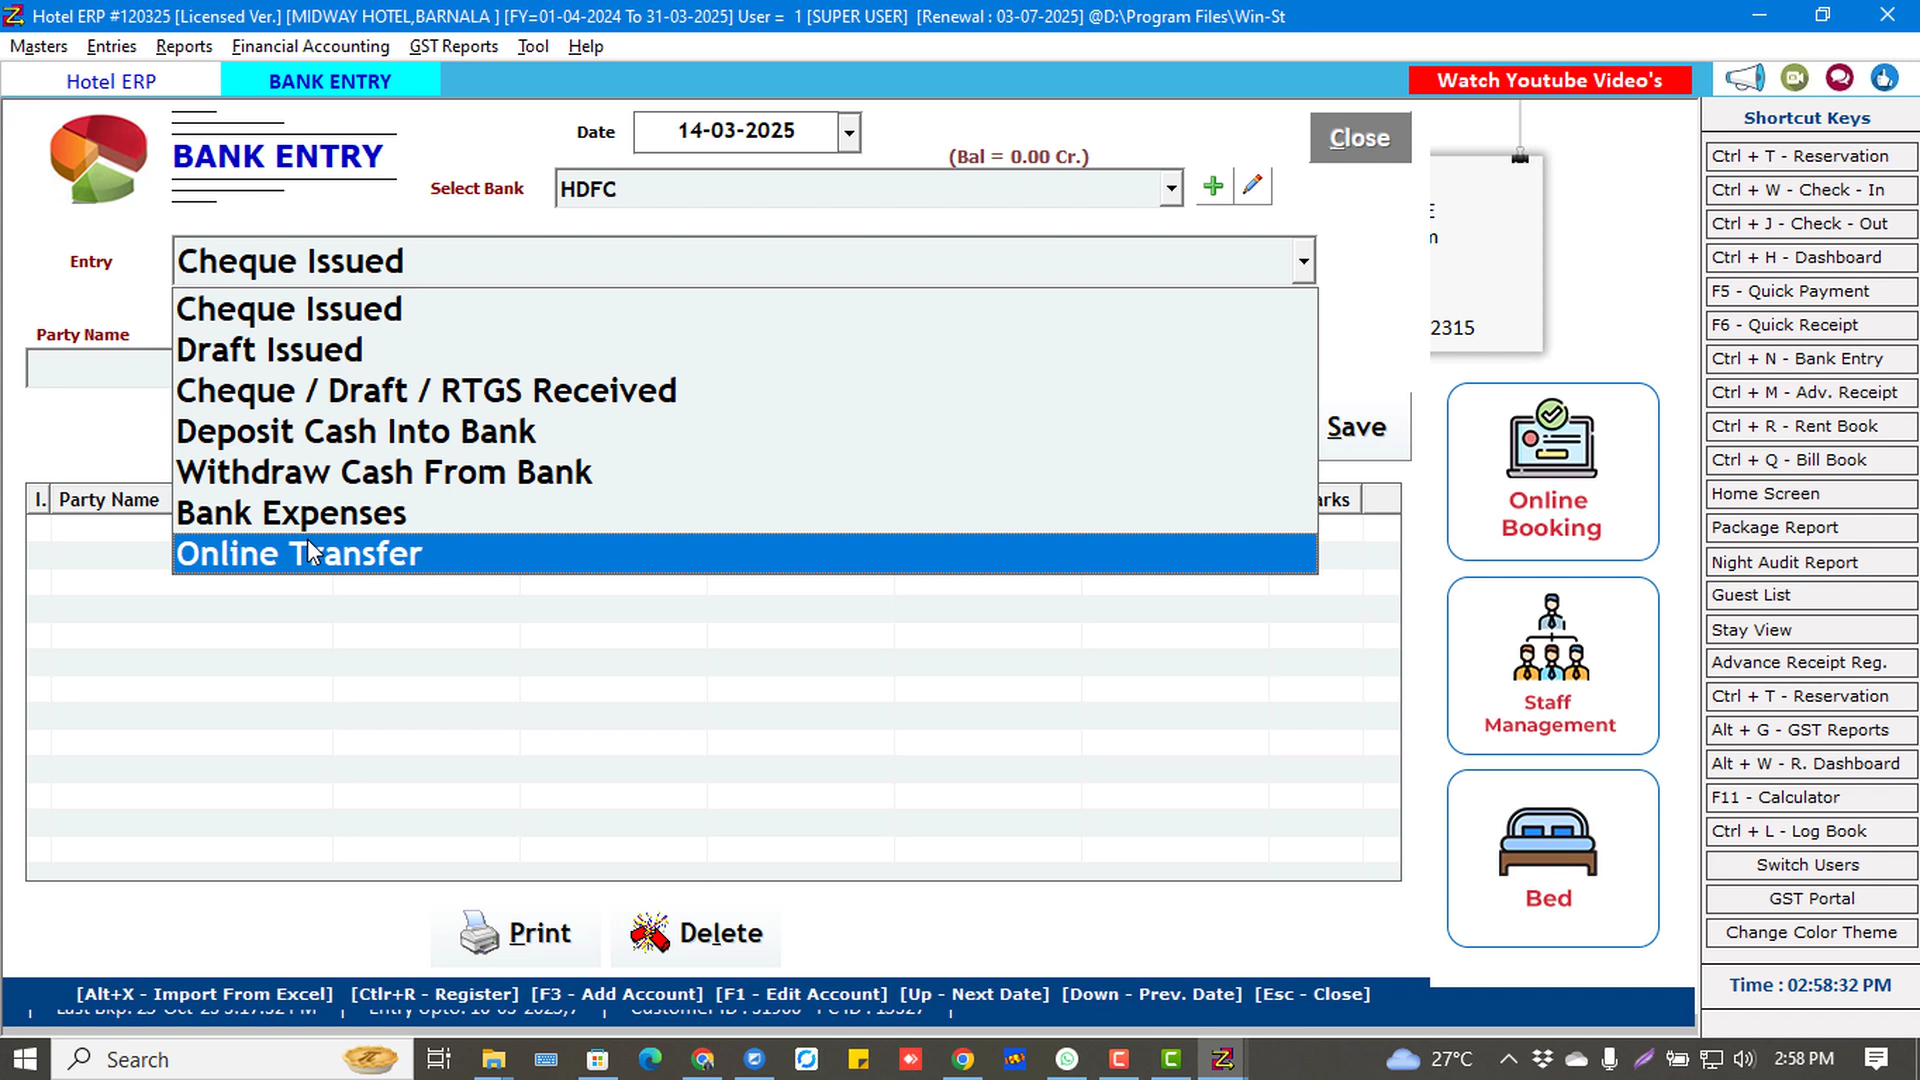 Hotel ERP #120325 [Licensed Ver.] [MIDWAY HOTEL,BARNALA ] [FY=01-04-2024 To 31-03-2025] User = 1 [SUPER USER] [Renewal : 03-07-2025] @D:\Program Files\Win-St
Masters Entries Reports Financial Accounting GST Reports Tool Help
Hotel ERP BANK ENTRY Watch Youtube Video's
BANK ENTRY
Date 14-03-2025
(Bal = 0.00 Cr.)
Close
Select Bank HDFC
Entry Cheque Issued
Cheque Issued
Draft Issued
Cheque / Draft / RTGS Received
Deposit Cash Into Bank
Withdraw Cash From Bank
Bank Expenses
Online Transfer
Party Name
Save
I. Party Name arks
E
m
2315
Online
Booking
Staff
Management
Bed
Print Delete
[Alt+X - Import From Excel] [Ctlr+R - Register] [F3 - Add Account] [F1 - Edit Account] [Up - Next Date] [Down - Prev. Date] [Esc - Close]
Shortcut Keys
Ctrl + T - Reservation
Ctrl + W - Check - In
Ctrl + J - Check - Out
Ctrl + H - Dashboard
F5 - Quick Payment
F6 - Quick Receipt
Ctrl + N - Bank Entry
Ctrl + M - Adv. Receipt
Ctrl + R - Rent Book
Ctrl + Q - Bill Book
Home Screen
Package Report
Night Audit Report
Guest List
Stay View
Advance Receipt Reg.
Ctrl + T - Reservation
Alt + G - GST Reports
Alt + W - R. Dashboard
F11 - Calculator
Ctrl + L - Log Book
Switch Users
GST Portal
Change Color Theme
Time : 02:58:32 PM
Search 27°C 2:58 PM